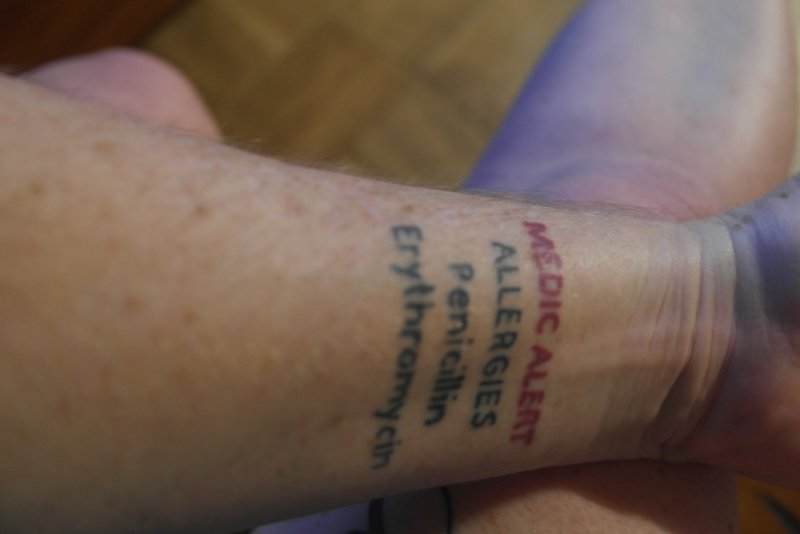 MEDIC ALERT
ALLERGIES
Penicillin
Erythromycin